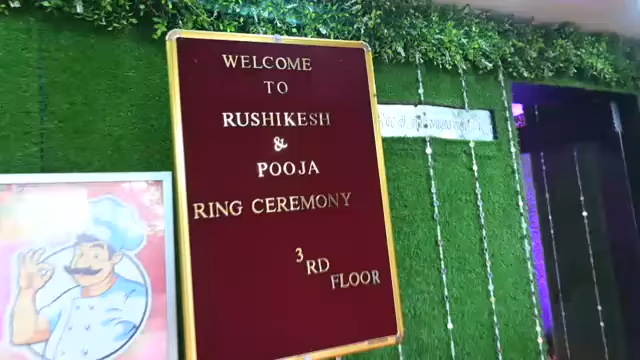 WELCOME
TO
RUSHIKESH
&
POOJA
RING CEREMONY
3RD
FLOOR